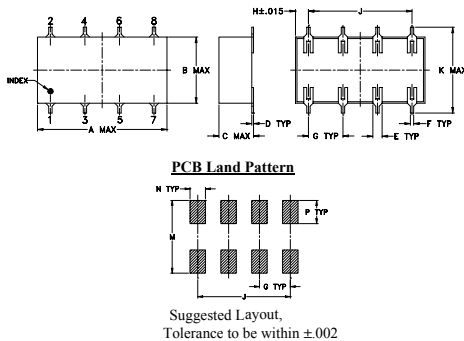 2 4 6 8
INDEX
1 3 5 7
A MAX
B MAX
C MAX
D TYP
H±.015
J
K MAX
G TYP
E TYP
F TYP
PCB Land Pattern
N TYP
P TYP
M
G TYP
J
Suggested Layout,
Tolerance to be within ±.002